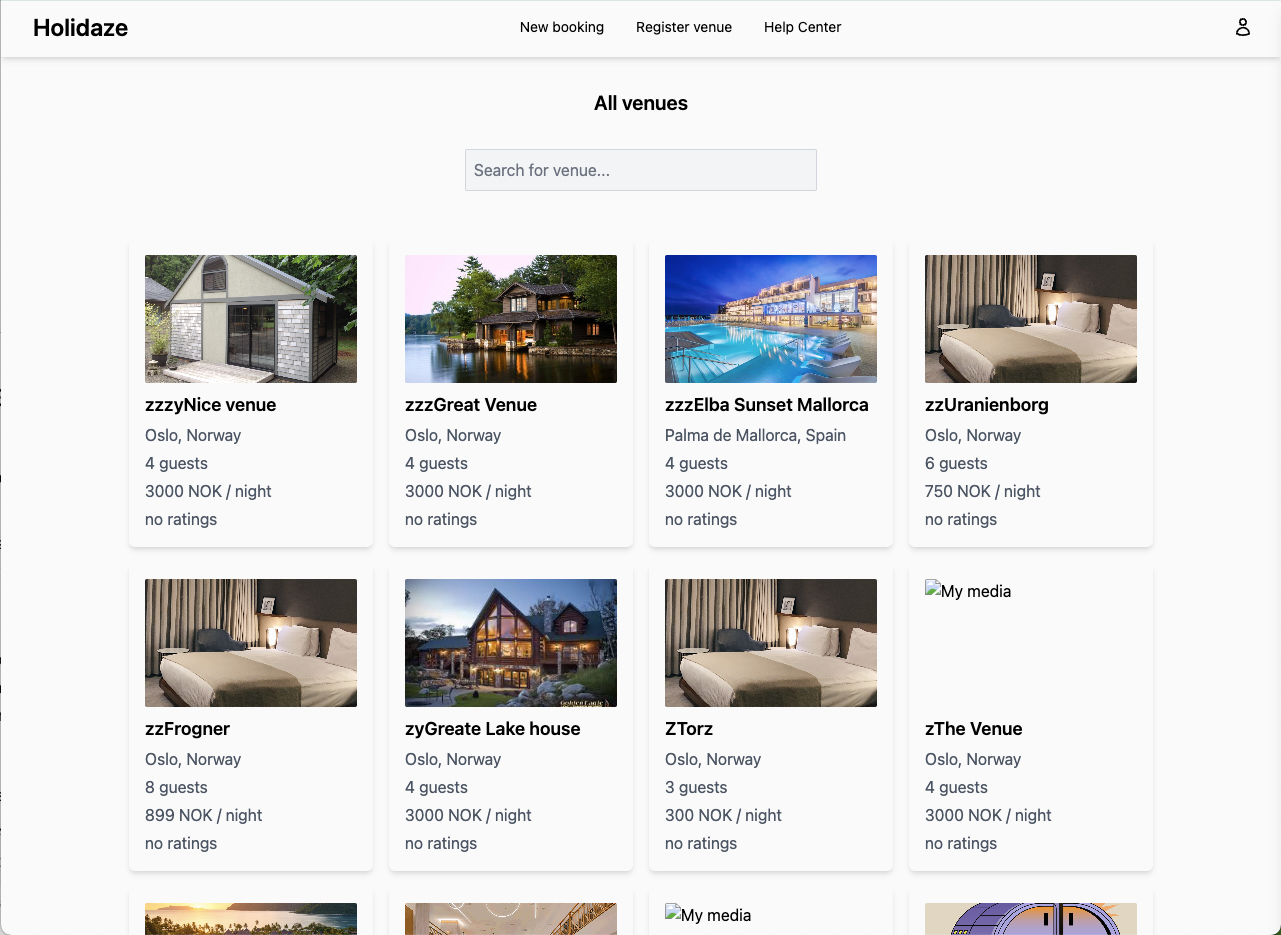 Holidaze
New booking
Register venue
Help Center
All venues
Search for venue...
zzzyNice venue
Oslo, Norway
4 guests
3000 NOK / night
no ratings
zzzGreat Venue
Oslo, Norway
4 guests
3000 NOK / night
no ratings
zzzElba Sunset Mallorca
Palma de Mallorca, Spain
4 guests
3000 NOK / night
no ratings
zzUranienborg
Oslo, Norway
6 guests
750 NOK / night
no ratings
zzFrogner
Oslo, Norway
8 guests
899 NOK / night
no ratings
Golden Eagle
zyGreate Lake house
Oslo, Norway
4 guests
3000 NOK / night
no ratings
ZTorz
Oslo, Norway
3 guests
300 NOK / night
no ratings
My media
zThe Venue
Oslo, Norway
4 guests
3000 NOK / night
no ratings
My media